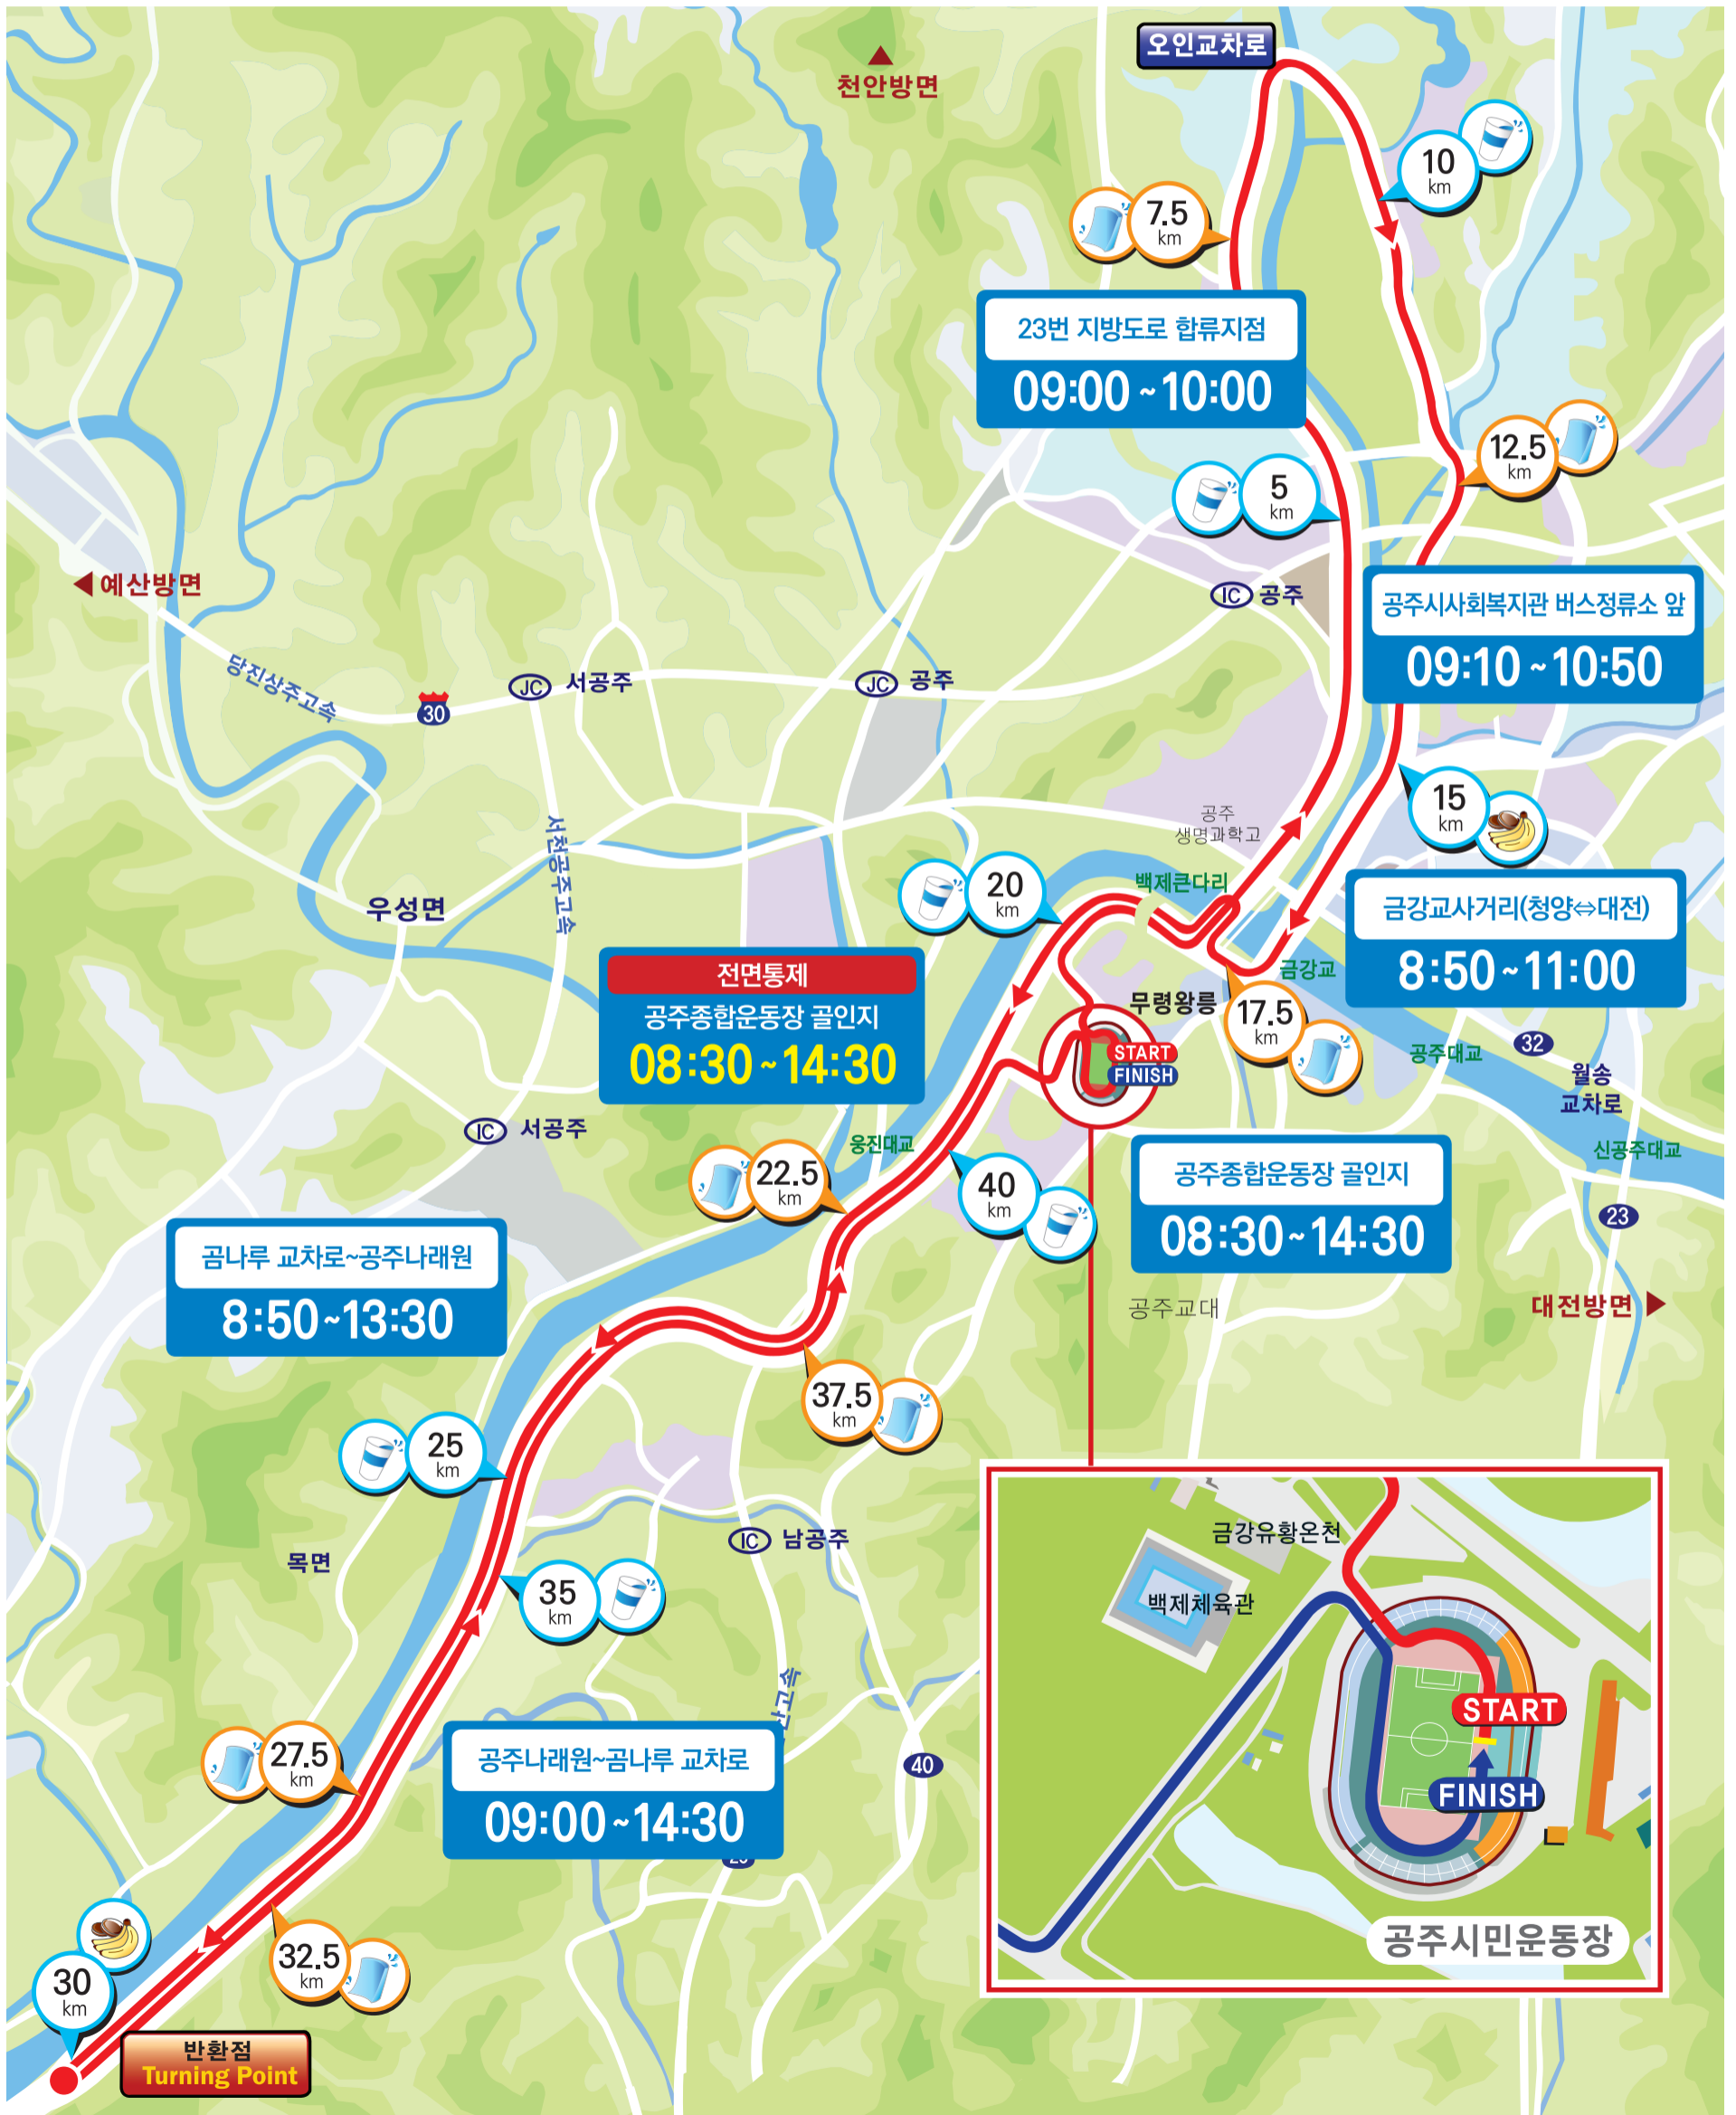 오인교차로
천안방면
10
km
7.5
km
23번 지방도로 합류지점
09:00 ~ 10:00
12.5
km
5
km
예산방면
IC 공주
공주시사회복지관 버스정류소 앞
09:10 ~ 10:50
당진상주고속
30
JC 서공주
JC 공주
15
km
공주
생명과학고
서천공주고속
백제큰다리
20
km
우성면
금강교사거리(청양⇔대전)
8:50 ~ 11:00
전면통제
공주종합운동장 골인지
08:30 ~ 14:30
금강교
무령왕릉
17.5
km
START
FINISH
공주대교
32
월송
교차로
IC 서공주
웅진대교
신공주대교
22.5
km
40
km
공주종합운동장 골인지
08:30 ~ 14:30
23
곰나루 교차로~공주나래원
8:50 ~ 13:30
공주교대
대전방면
37.5
km
25
km
IC 남공주
목면
35
km
금강유황온천
백제체육관
START
FINISH
공주시민운동장
27.5
km
공주나래원~곰나루 교차로
09:00 ~ 14:30
40
30
km
32.5
km
반환점
Turning Point